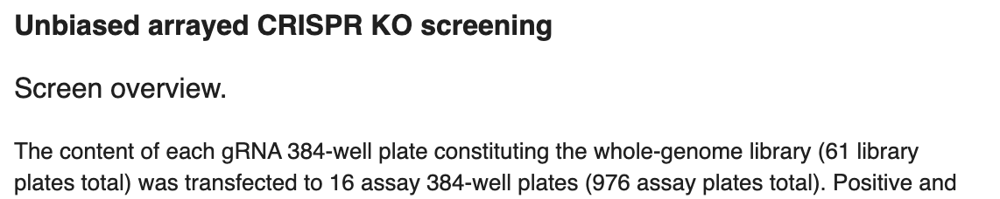 Unbiased arrayed CRISPR KO screening
Screen overview.
The content of each gRNA 384-well plate constituting the whole-genome library (61 library
plates total) was transfected to 16 assay 384-well plates (976 assay plates total). Positive and